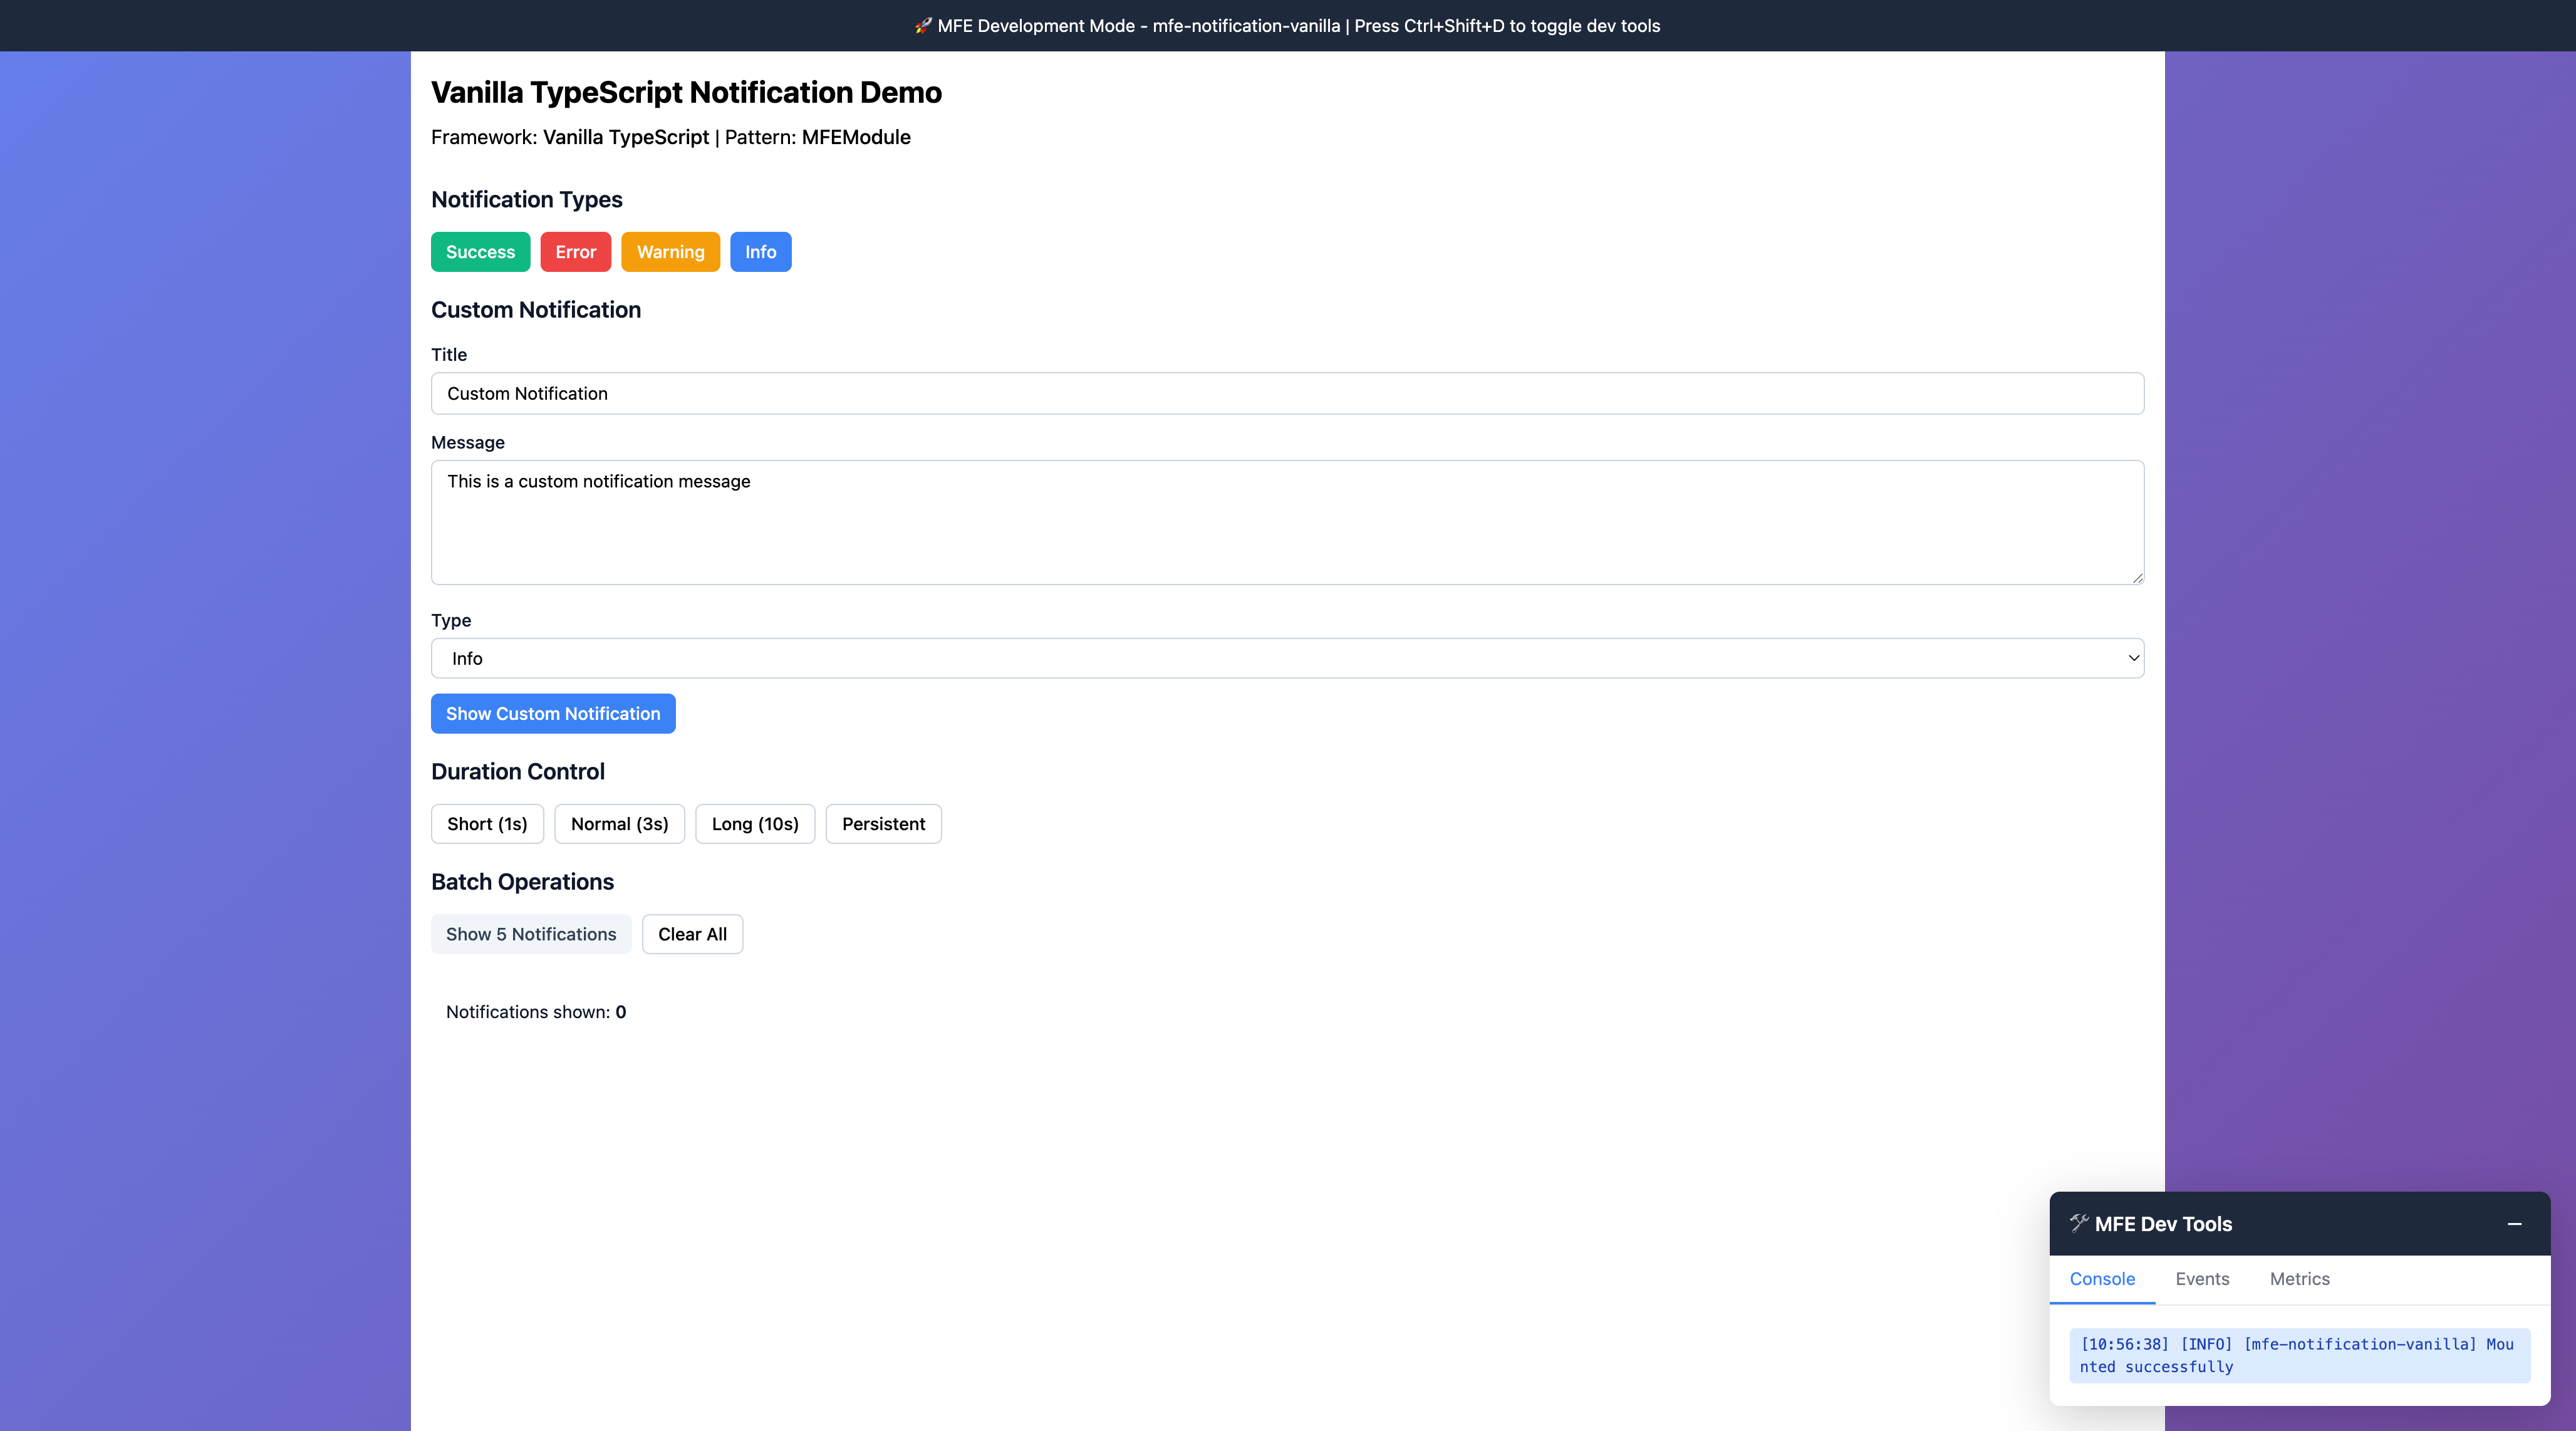 🚀 MFE Development Mode - mfe-notification-vanilla | Press Ctrl+Shift+D to toggle dev tools
Vanilla TypeScript Notification Demo
Framework: Vanilla TypeScript | Pattern: MFEModule
Notification Types
Success Error Warning Info
Custom Notification
Title
Custom Notification
Message
This is a custom notification message
Type
Info
Show Custom Notification
Duration Control
Short (1s) Normal (3s) Long (10s) Persistent
Batch Operations
Show 5 Notifications Clear All
Notifications shown: 0
🛠 MFE Dev Tools −
Console Events Metrics
[10:56:38] [INFO] [mfe-notification-vanilla] Mou
nted successfully